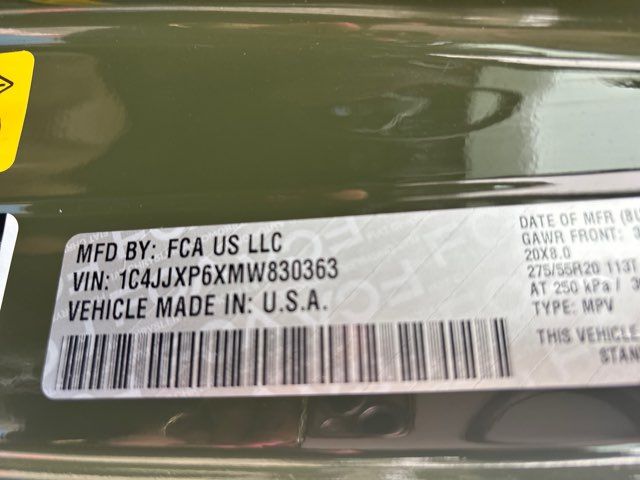 MFD BY: FCA US LLC
VIN: 1C4JJXP6XMW830363
VEHICLE MADE IN: U.S.A.
DATE OF MFR
GAWR FRONT:
20X8.0
275/55R20 113T
AT 250 kPa /
TYPE: MPV
THIS VEHICLE